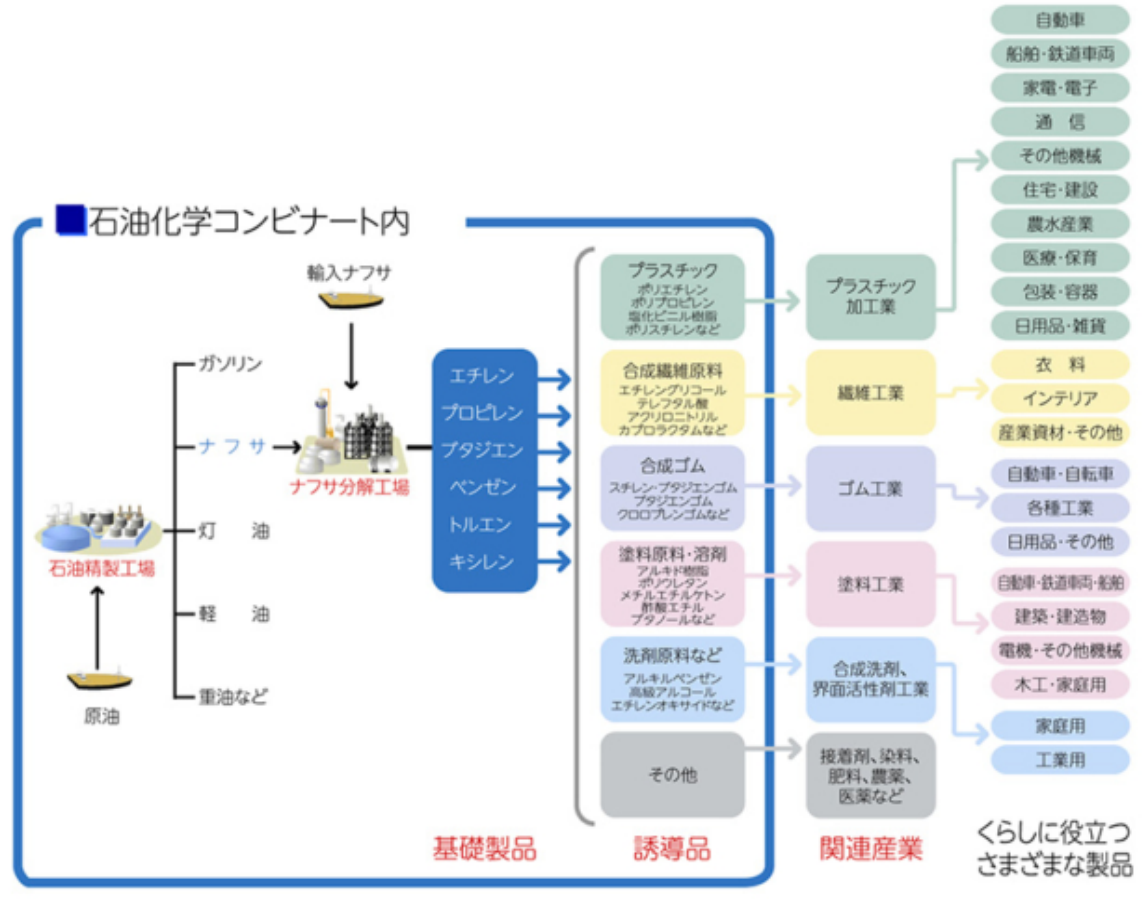 ■石油化学コンビナート内
輸入ナフサ
ガソリン
ナフサ
灯　油
軽　油
重油など
ナフサ分解工場
石油精製工場
原油
エチレン
プロピレン
ブタジエン
ベンゼン
トルエン
キシレン
基礎製品
プラスチック
ポリエチレン
ポリプロピレン
塩化ビニル樹脂
ポリスチレンなど
合成繊維原料
エチレングリコール
テレフタル酸
アクリロニトリル
カプロラクタムなど
合成ゴム
スチレン・ブタジエンゴム
ブタジエンゴム
クロロプレンゴムなど
塗料原料・溶剤
アルキド樹脂
ポリウレタン
メチルエチルケトン
酢酸エチル
ブタノールなど
洗剤原料など
アルキルベンゼン
高級アルコール
エチレンオキサイドなど
その他
誘導品
プラスチック
加工業
繊維工業
ゴム工業
塗料工業
合成洗剤、
界面活性剤工業
接着剤、染料、
肥料、農薬、
医薬など
関連産業
自動車
船舶・鉄道車両
家電・電子
通　信
その他機械
住宅・建設
農水産業
医療・保育
包装・容器
日用品・雑貨
衣　料
インテリア
産業資材・その他
自動車・自転車
各種工業
日用品・その他
自動車・鉄道車両・船舶
建築・建造物
電機・その他機械
木工・家庭用
家庭用
工業用
くらしに役立つ
さまざまな製品